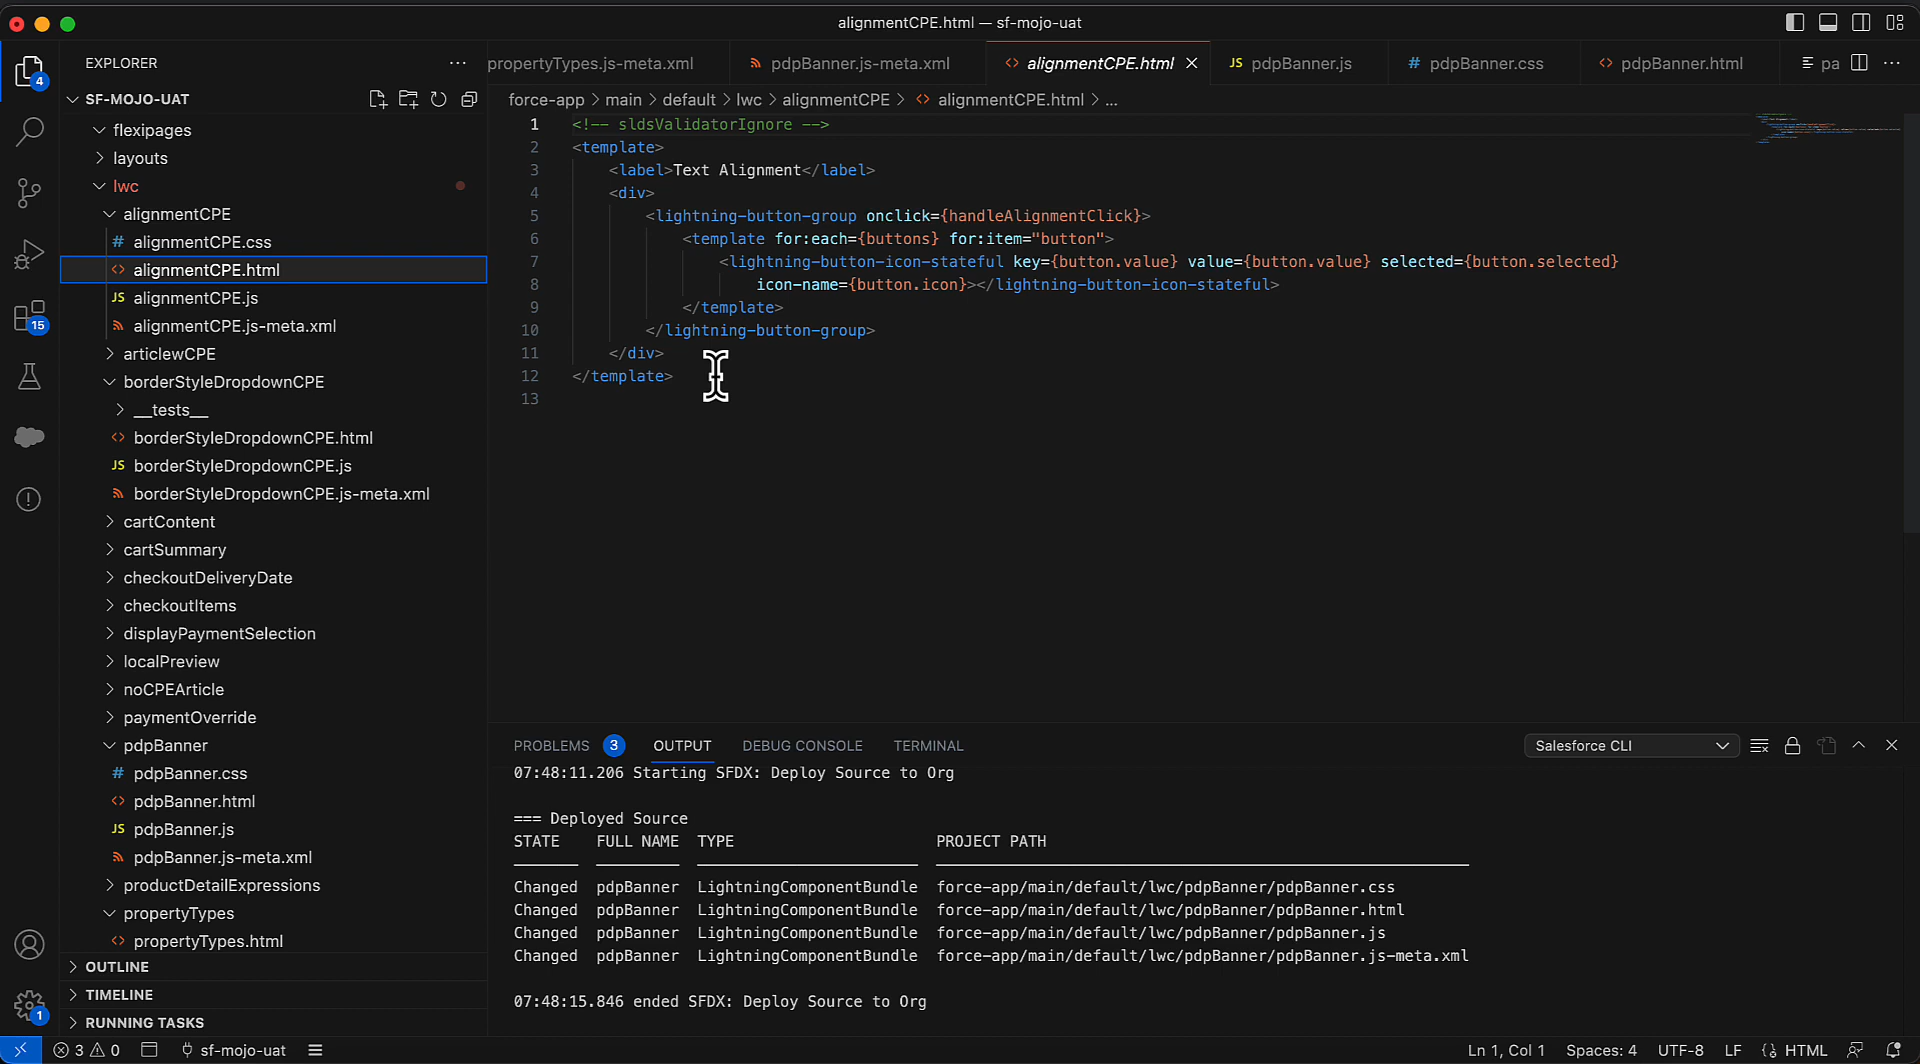 alignmentCPE.html — sf-mojo-uat
4
EXPLORER
propertyTypes.js-meta.xml
pdpBanner.js-meta.xml
<> alignmentCPE.html
JS pdpBanner.js
# pdpBanner.css
<> pdpBanner.html
pa
SF-MOJO-UAT
force-app > main > default > lwc > alignmentCPE > <> alignmentCPE.html > ...
flexipages
layouts
lwc
alignmentCPE
# alignmentCPE.css
<> alignmentCPE.html
JS alignmentCPE.js
alignmentCPE.js-meta.xml
15
articlewCPE
borderStyleDropdownCPE
__tests__
<> borderStyleDropdownCPE.html
JS borderStyleDropdownCPE.js
borderStyleDropdownCPE.js-meta.xml
cartContent
cartSummary
checkoutDeliveryDate
checkoutItems
displayPaymentSelection
localPreview
noCPEArticle
paymentOverride
pdpBanner
# pdpBanner.css
<> pdpBanner.html
JS pdpBanner.js
pdpBanner.js-meta.xml
productDetailExpressions
propertyTypes
<> propertyTypes.html
OUTLINE
TIMELINE
RUNNING TASKS
1
1 <!-- sldsValidatorIgnore -->
2 <template>
3 <label>Text Alignment</label>
4 <div>
5 <lightning-button-group onclick={handleAlignmentClick}>
6 <template for:each={buttons} for:item="button">
7 <lightning-button-icon-stateful key={button.value} value={button.value} selected={button.selected}
8 icon-name={button.icon}></lightning-button-icon-stateful>
9 </template>
10 </lightning-button-group>
11 </div>
12 </template>
13
PROBLEMS 3 OUTPUT DEBUG CONSOLE TERMINAL
Salesforce CLI
07:48:11.206 Starting SFDX: Deploy Source to Org
=== Deployed Source
STATE FULL NAME TYPE PROJECT PATH
Changed pdpBanner LightningComponentBundle force-app/main/default/lwc/pdpBanner/pdpBanner.css
Changed pdpBanner LightningComponentBundle force-app/main/default/lwc/pdpBanner/pdpBanner.html
Changed pdpBanner LightningComponentBundle force-app/main/default/lwc/pdpBanner/pdpBanner.js
Changed pdpBanner LightningComponentBundle force-app/main/default/lwc/pdpBanner/pdpBanner.js-meta.xml
07:48:15.846 ended SFDX: Deploy Source to Org
3 0 sf-mojo-uat
Ln 1, Col 1 Spaces: 4 UTF-8 LF {} HTML